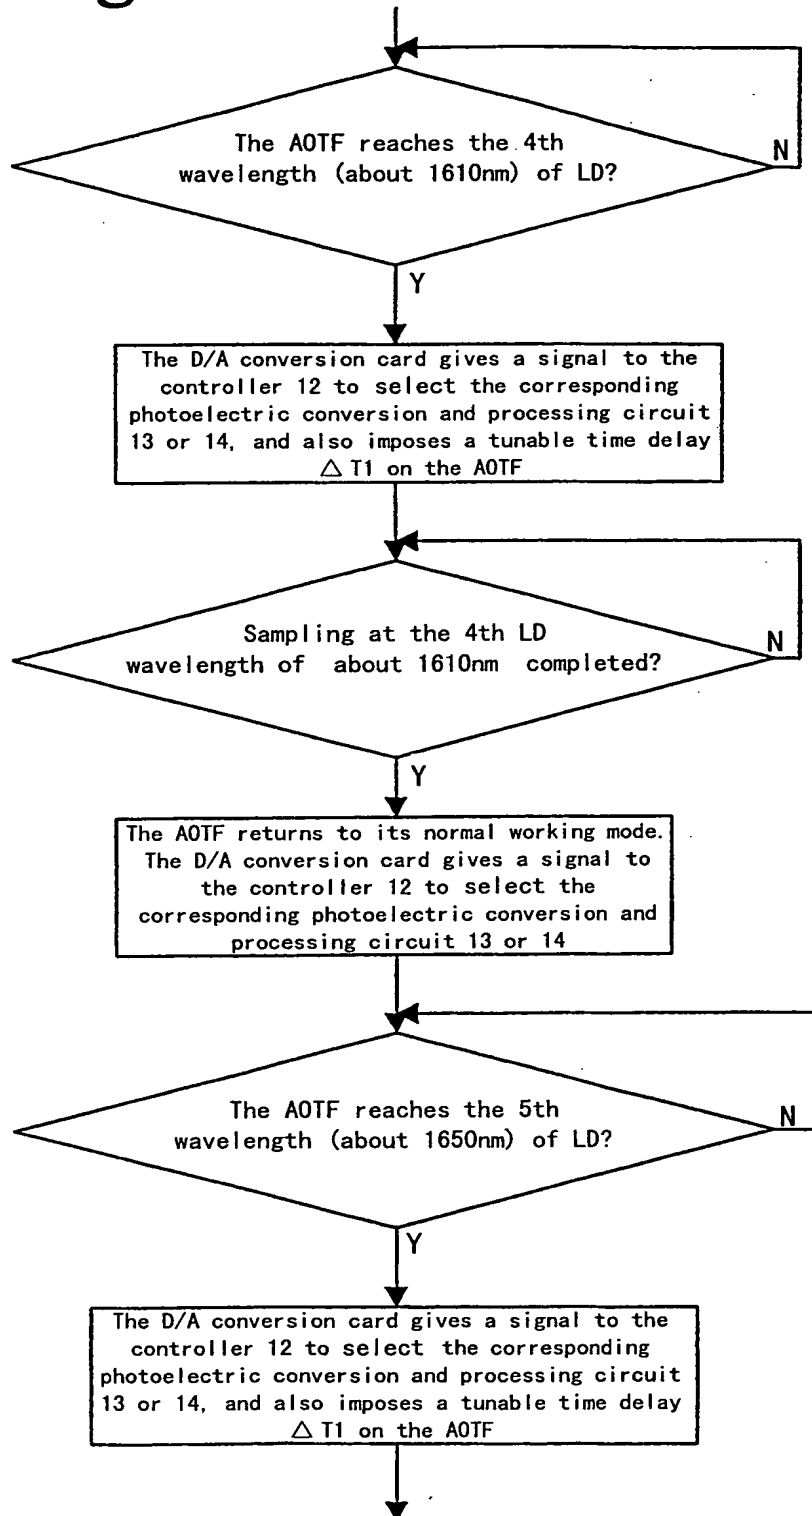 The AOTF reaches the 4th
wavelength (about 1610nm) of LD?
N
Y
The D/A conversion card gives a signal to the
controller 12 to select the corresponding
photoelectric conversion and processing circuit
13 or 14, and also imposes a tunable time delay
△ T1 on the AOTF
Sampling at the 4th LD
wavelength of about 1610nm completed?
N
Y
The AOTF returns to its normal working mode.
The D/A conversion card gives a signal to
the controller 12 to select the
corresponding photoelectric conversion and
processing circuit 13 or 14
The AOTF reaches the 5th
wavelength (about 1650nm) of LD?
N
Y
The D/A conversion card gives a signal to the
controller 12 to select the corresponding
photoelectric conversion and processing circuit
13 or 14, and also imposes a tunable time delay
△ T1 on the AOTF